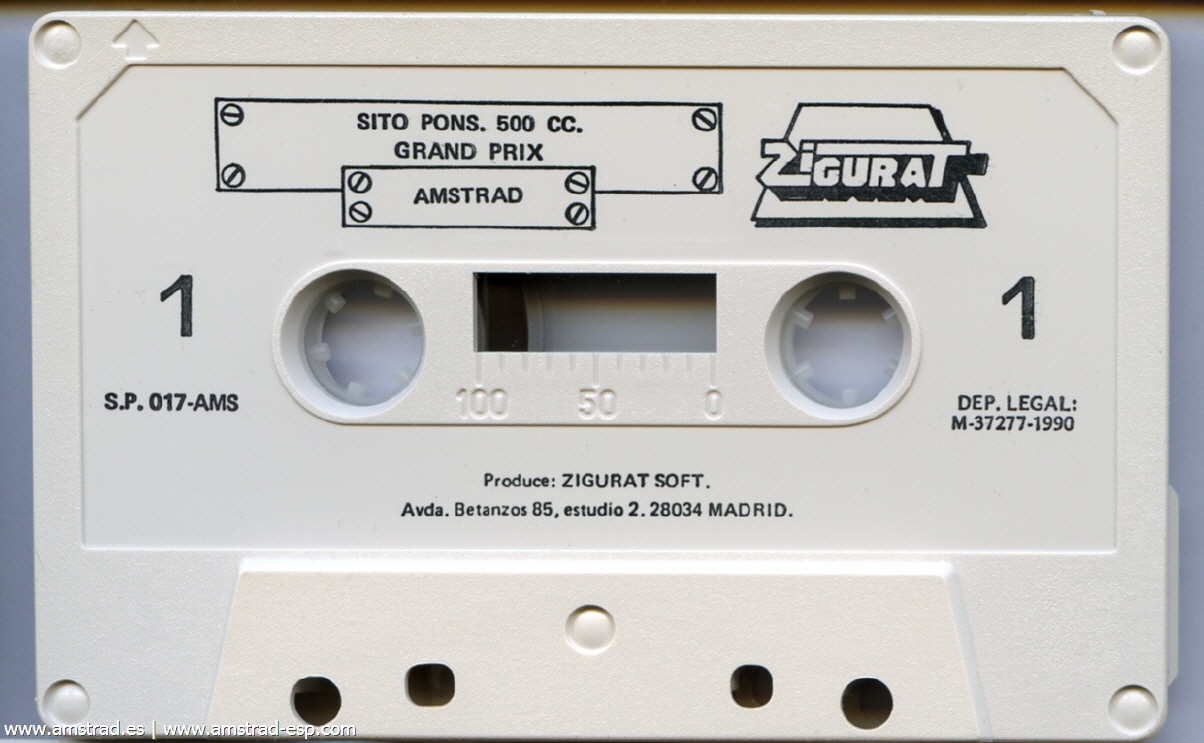 SITO PONS. 500 CC.
GRAND PRIX
AMSTRAD
ZIGURAT
1
1
S.P. 017-AMS
100 50 0
DEP. LEGAL:
M-37277-1990
Produce: ZIGURAT SOFT.
Avda. Betanzos 85, estudio 2. 28034 MADRID.
www.amstrad.es | www.amstrad-esp.com